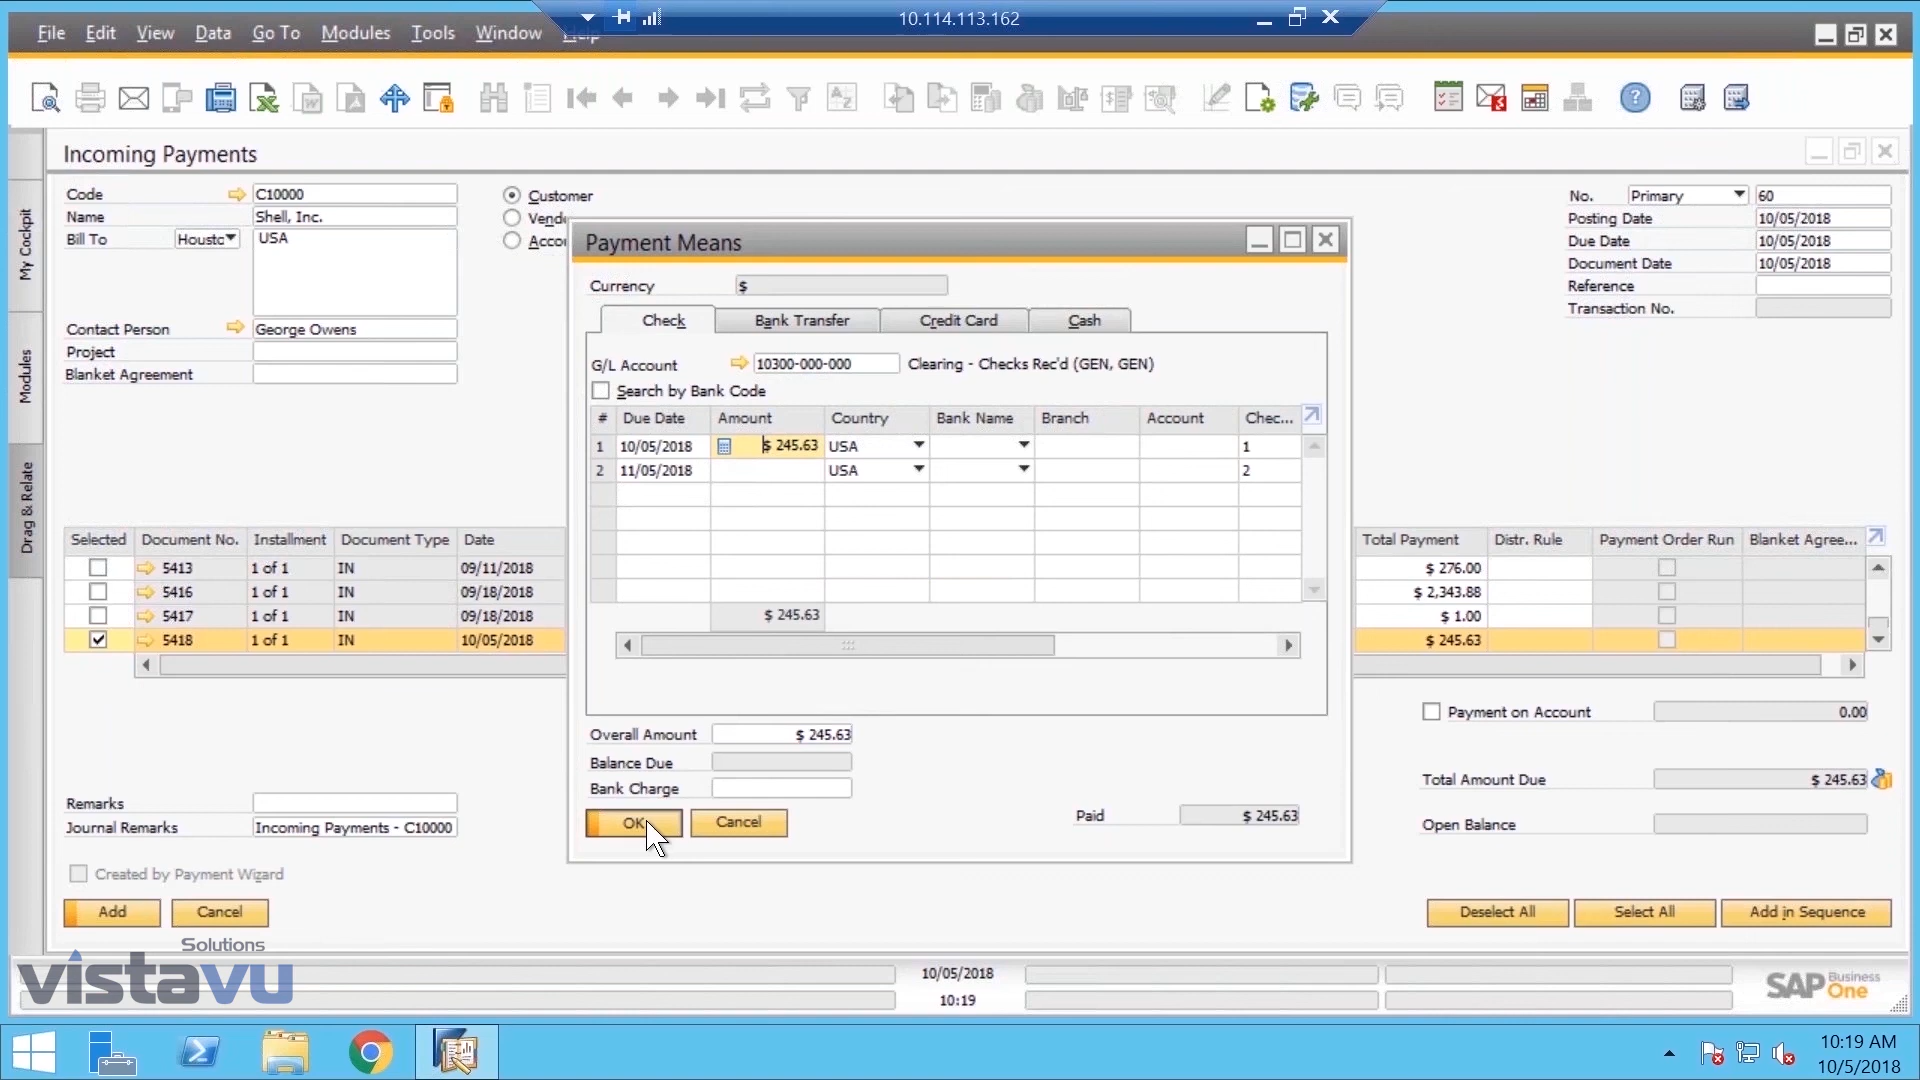 10.114.113.162
File Edit View Data Go To Modules Tools Window Help
Incoming Payments
My Cockpit
Modules
Drag & Relate
Code C10000
Name Shell, Inc.
Bill To Houstc USA
Contact Person George Owens
Project
Blanket Agreement
Customer
No. Primary 60
Posting Date 10/05/2018
Due Date 10/05/2018
Document Date 10/05/2018
Reference
Transaction No.
Payment Means
Currency $
Check Bank Transfer Credit Card Cash
G/L Account 10300-000-000 Clearing - Checks Rec'd (GEN, GEN)
Search by Bank Code
# Due Date Amount Country Bank Name Branch Account Chec...
1 10/05/2018 $ 245.63 USA 1
2 11/05/2018 USA 2
$ 245.63
Overall Amount $ 245.63
Balance Due
Bank Charge
OK Cancel
Paid $ 245.63
Selected Document No. Installment Document Type Date Total Payment Distr. Rule Payment Order Run Blanket Agree...
5413 1 of 1 IN 09/11/2018 $ 276.00
5416 1 of 1 IN 09/18/2018 $ 2,343.88
5417 1 of 1 IN 09/18/2018 $ 1.00
5418 1 of 1 IN 10/05/2018 $ 245.63
Payment on Account 0.00
Total Amount Due $ 245.63
Open Balance
Remarks
Journal Remarks Incoming Payments - C10000
Created by Payment Wizard
Add Cancel
Deselect All Select All Add in Sequence
Solutions
vistavu
10/05/2018
10:19
SAP Business One
10:19 AM
10/5/2018